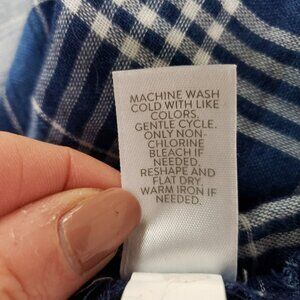 MACHINE WASH
COLD WITH LIKE
COLORS.
GENTLE CYCLE.
ONLY NON-
CHLORINE
BLEACH IF
NEEDED.
RESHAPE AND
FLAT DRY.
WARM IRON IF
NEEDED.